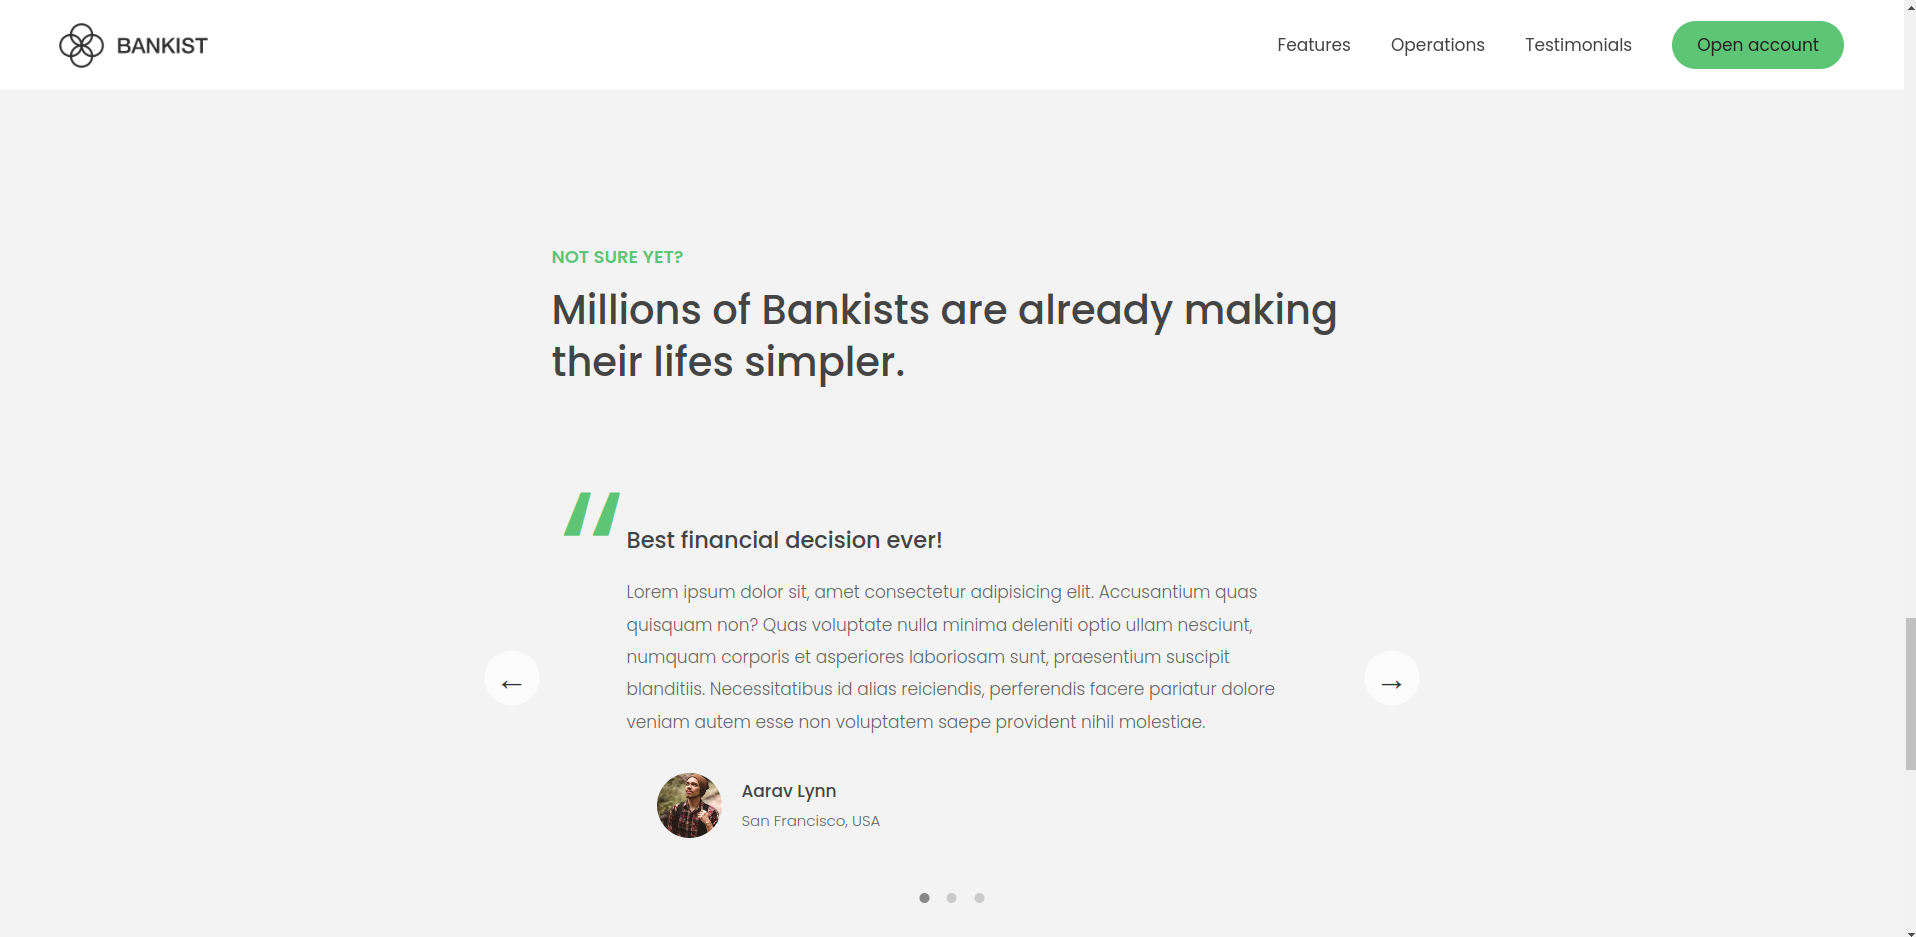 BANKIST
Features
Operations
Testimonials
Open account
NOT SURE YET?
Millions of Bankists are already making
their lifes simpler.
Best financial decision ever!
Lorem ipsum dolor sit, amet consectetur adipisicing elit. Accusantium quas
quisquam non? Quas voluptate nulla minima deleniti optio ullam nesciunt,
numquam corporis et asperiores laboriosam sunt, praesentium suscipit
blanditiis. Necessitatibus id alias reiciendis, perferendis facere pariatur dolore
veniam autem esse non voluptatem saepe provident nihil molestiae.
Aarav Lynn
San Francisco, USA